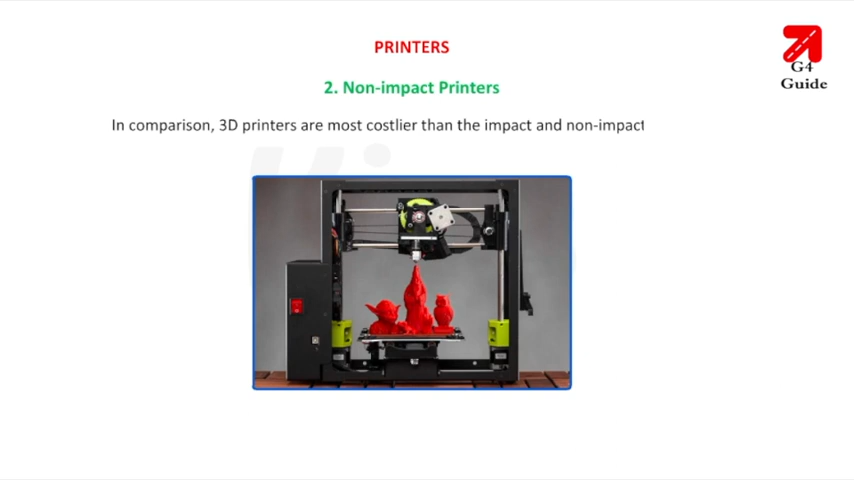 PRINTERS
G4
Guide
2. Non-impact Printers
In comparison, 3D printers are most costlier than the impact and non-impact